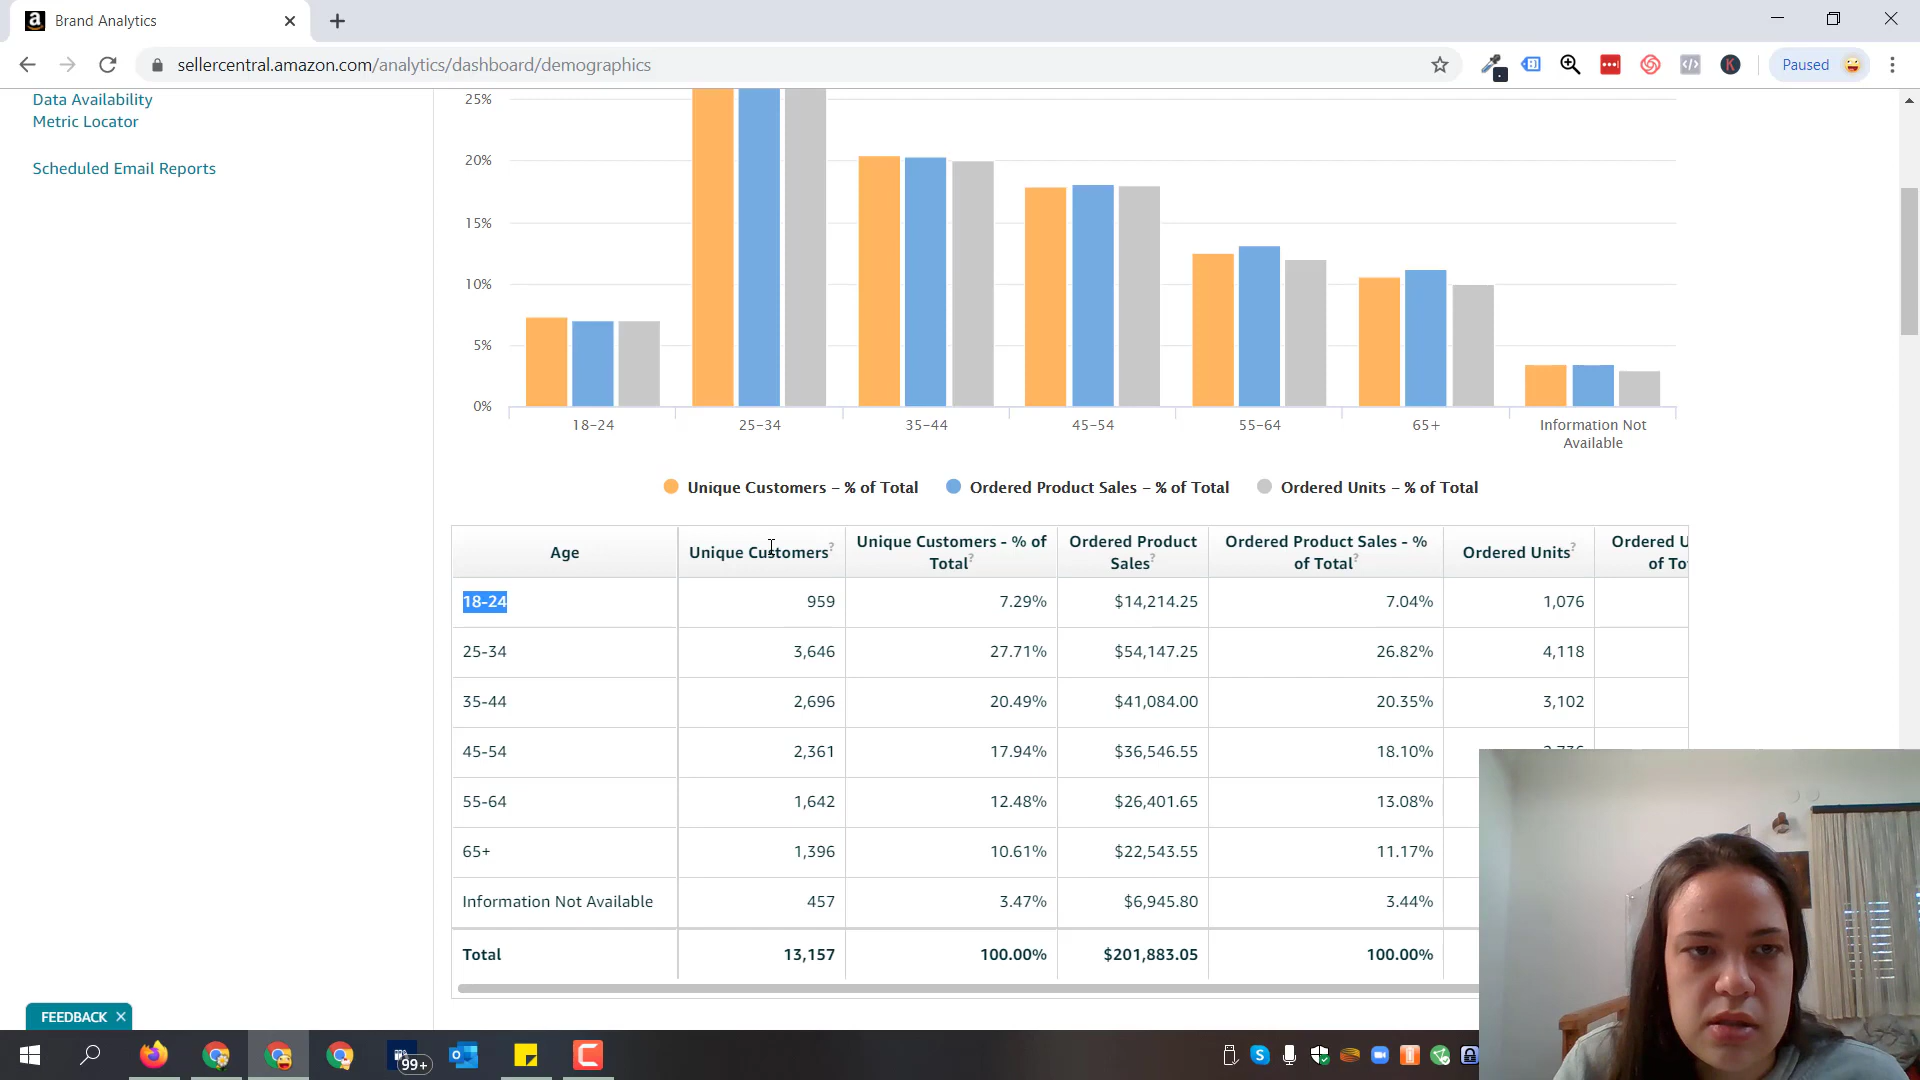 Brand Analytics
sellercentral.amazon.com/analytics/dashboard/demographics
Paused
Data Availability
Metric Locator
Scheduled Email Reports
25%
20%
15%
10%
5%
0%
18-24 25-34 35-44 45-54 55-64 65+ Information Not
Available
Unique Customers – % of Total Ordered Product Sales – % of Total Ordered Units – % of Total
Age Unique Customers? Unique Customers - % of Total? Ordered Product Sales? Ordered Product Sales - % of Total? Ordered Units? Ordered U of To
18-24 959 7.29% $14,214.25 7.04% 1,076
25-34 3,646 27.71% $54,147.25 26.82% 4,118
35-44 2,696 20.49% $41,084.00 20.35% 3,102
45-54 2,361 17.94% $36,546.55 18.10%
55-64 1,642 12.48% $26,401.65 13.08%
65+ 1,396 10.61% $22,543.55 11.17%
Information Not Available 457 3.47% $6,945.80 3.44%
Total 13,157 100.00% $201,883.05 100.00%
FEEDBACK
99+